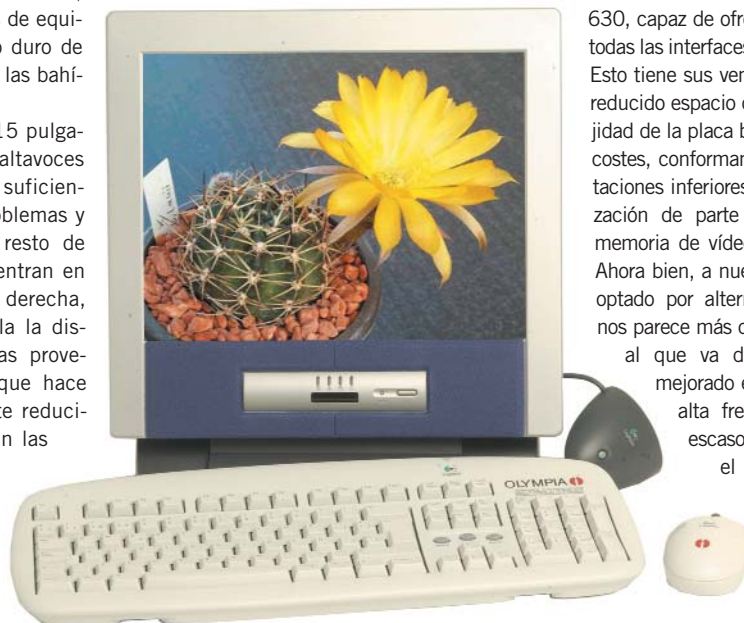 s de equi-
o duro de
las bahí-
15 pulga-
altavoces
suficien-
oblemas y
resto de
entran en
derecha,
la la dis-
as prove-
que hace
te reduci-
n las
630, capaz de ofre
todas las interfaces
Esto tiene sus ven
reducido espacio
jidad de la placa b
costes, conforman
taciones inferiores
zación de parte
memoria de víde
Ahora bien, a nue
optado por altern
nos parece más
al que va d
mejorado e
alta fre
escaso
el
OLYMPIA